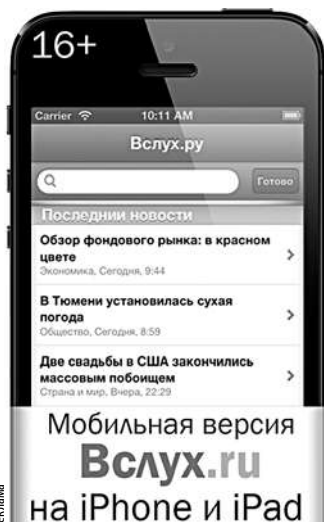 16+
Carrier 10:11 AM
Вслух.ру
Готово
Последнии новости
Обзор фондового рынка: в красном
цвете
Экономика, Сегодня, 9:44
В Тюмени установилась сухая
погода
Общество, Сегодня, 8:59
Две свадьбы в США закончились
массовым побоищем
Страна и мир, Вчера, 22:29
Мобильная версия
Вслух.ru
на iPhone и iPad